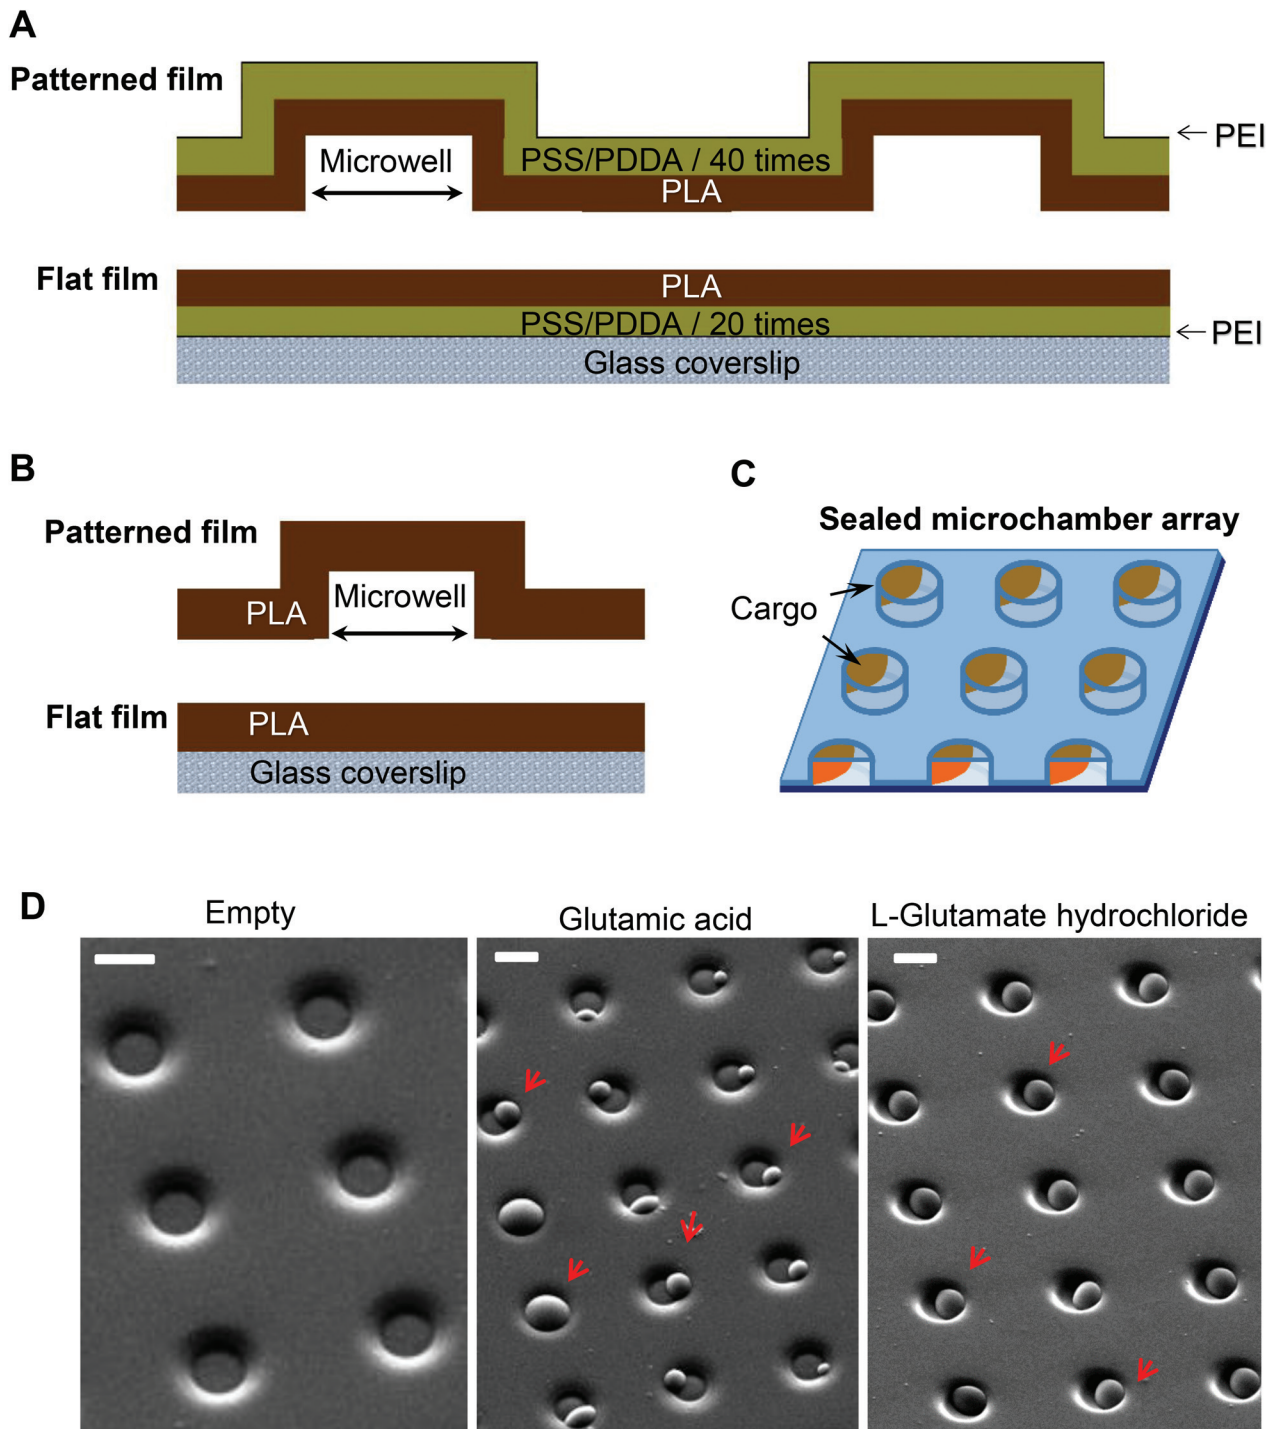 A
Patterned film
PEI
Microwell
PSS/PDDA / 40 times
PLA
Flat film
PLA
PSS/PDDA / 20 times
PEI
Glass coverslip
B
Patterned film
Microwell
PLA
Flat film
PLA
Glass coverslip
C
Sealed microchamber array
Cargo
D
Empty
Glutamic acid
L-Glutamate hydrochloride